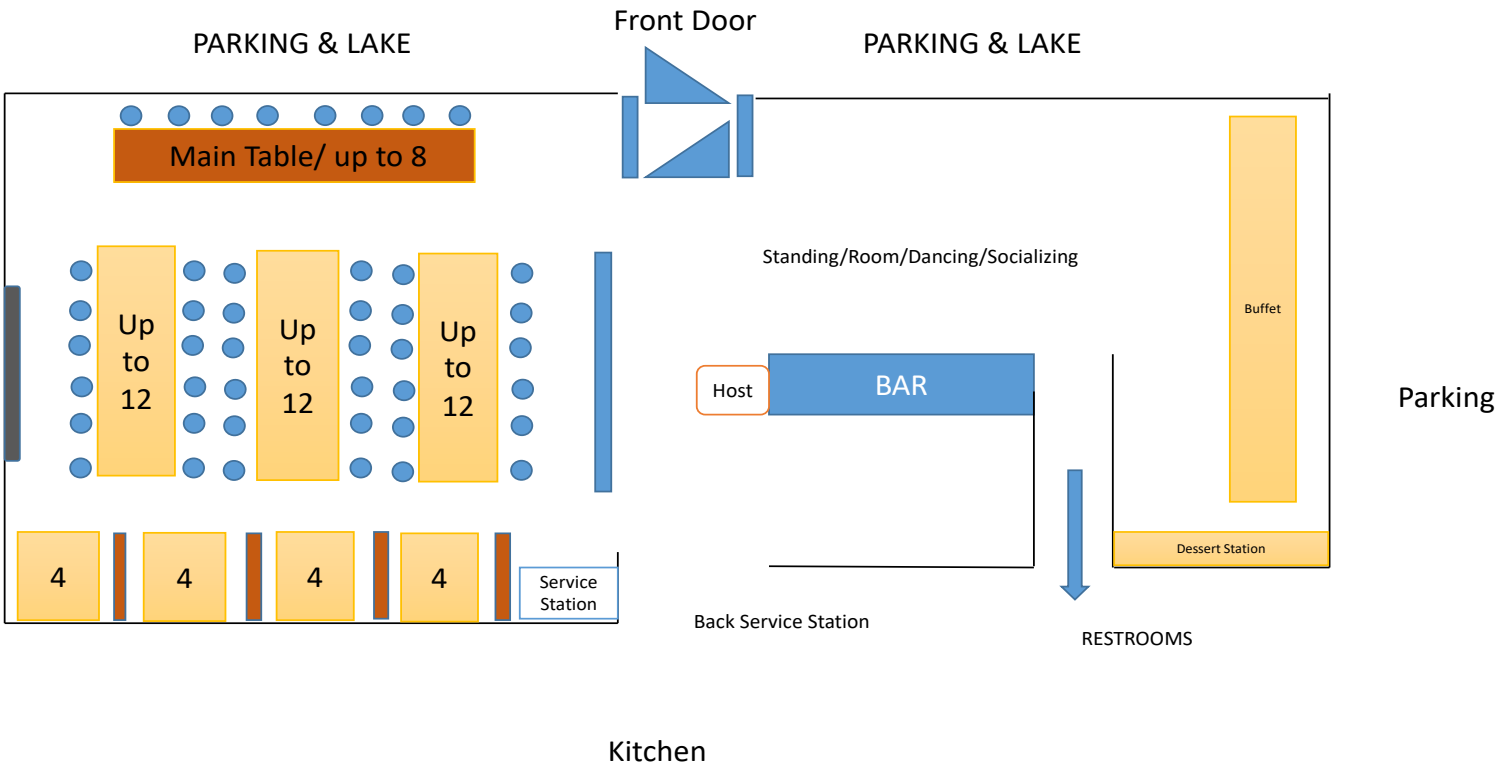 Front Door
PARKING & LAKE
PARKING & LAKE
Main Table/ up to 8
Standing/Room/Dancing/Socializing
Up
to
12
Up
to
12
Up
to
12
Buffet
Host
BAR
Parking
4
4
4
4
Service
Station
Dessert Station
Back Service Station
RESTROOMS
Kitchen